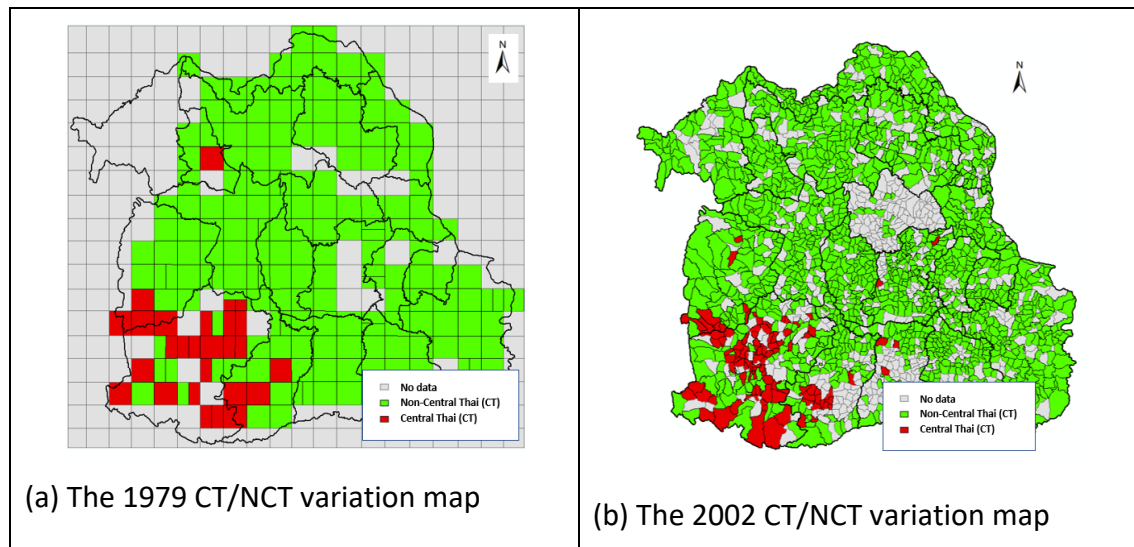 N
No data
Non-Central Thai (CT)
Central Thai (CT)
(a) The 1979 CT/NCT variation map
N
No data
Non-Central Thai (CT)
Central Thai (CT)
(b) The 2002 CT/NCT variation map